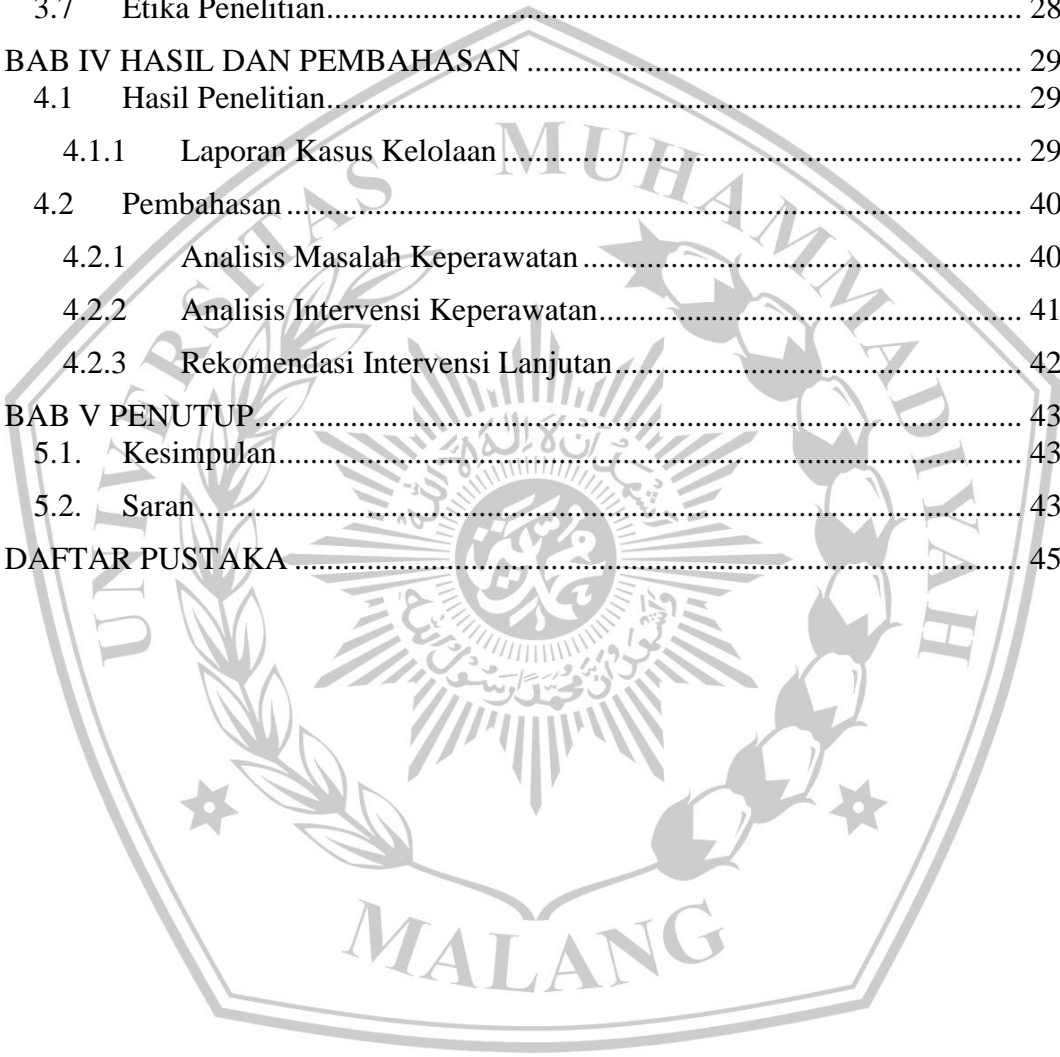 3.7 Etika Penelitian........................................................................ 28
BAB IV HASIL DAN PEMBAHASAN ...................................................... 29
4.1 Hasil Penelitian........................................................................ 29
4.1.1 Laporan Kasus Kelolaan ...................................................... 29
4.2 Pembahasan ............................................................................ 40
4.2.1 Analisis Masalah Keperawatan .............................................. 40
4.2.2 Analisis Intervensi Keperawatan............................................ 41
4.2.3 Rekomendasi Intervensi Lanjutan .......................................... 42
BAB V PENUTUP................................................................................ 43
5.1. Kesimpulan.............................................................................. 43
5.2. Saran ...................................................................................... 43
DAFTAR PUSTAKA ............................................................................ 45
UNIVERSITAS MUHAMMADIYAH
MALANG